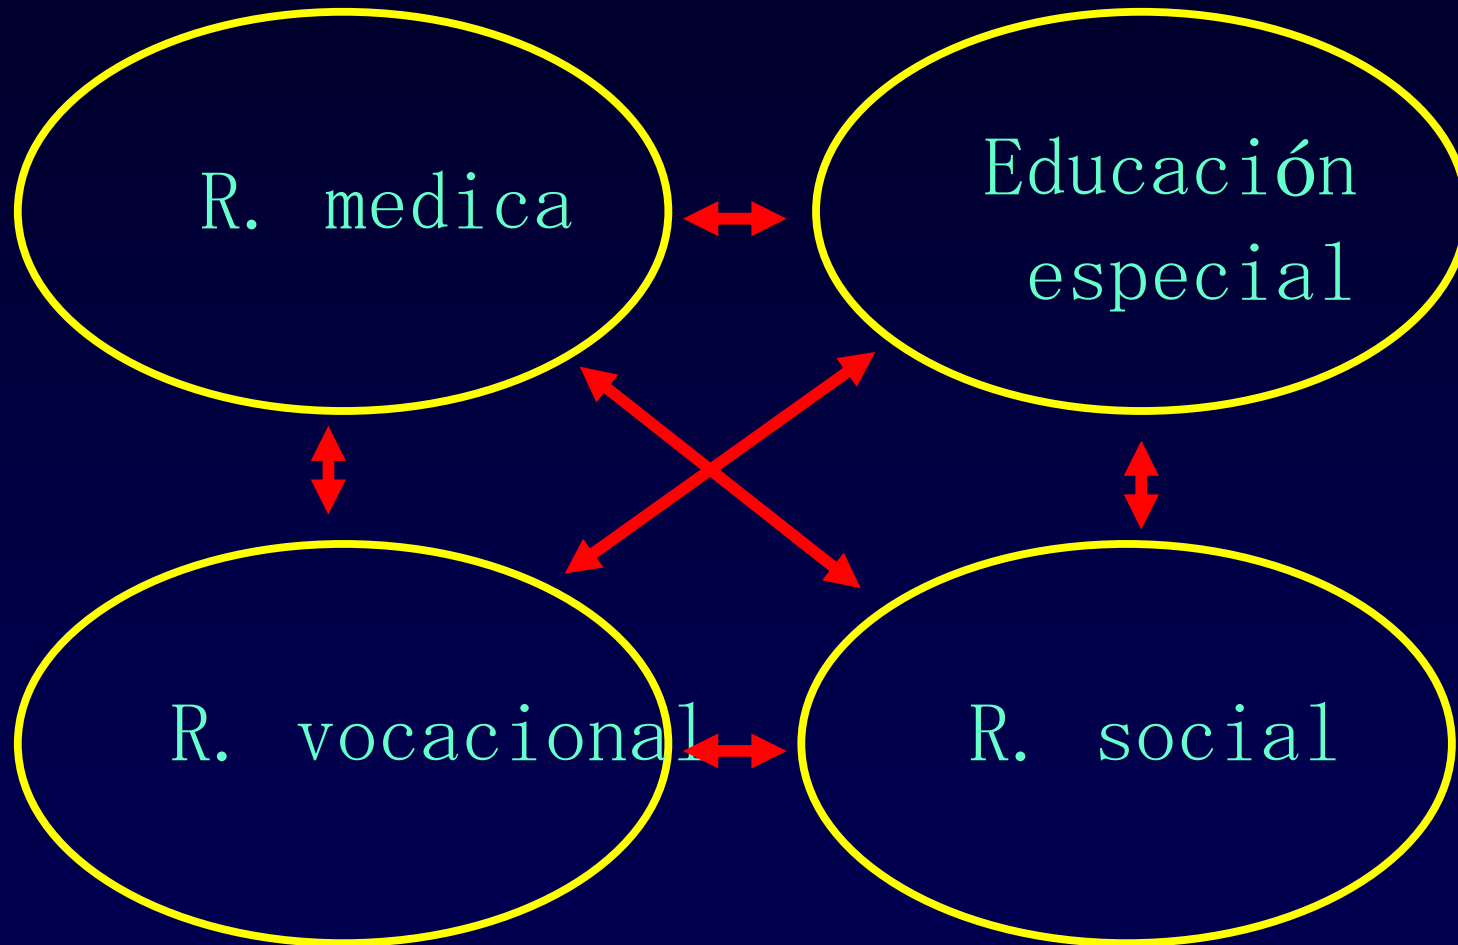 R. medica
Educación
especial
R. vocacional
R. social